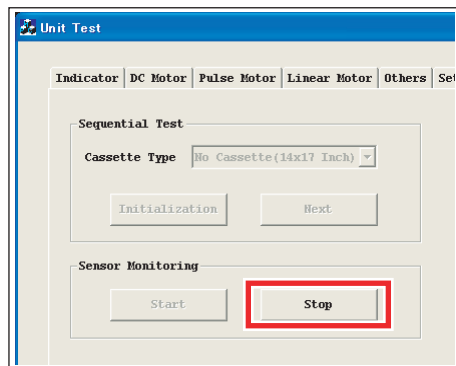 Unit Test
Indicator DC Motor Pulse Motor Linear Motor Others Set
Sequential Test
Cassette Type No Cassette(14x17 Inch)
Initialization Next
Sensor Monitoring
Start Stop